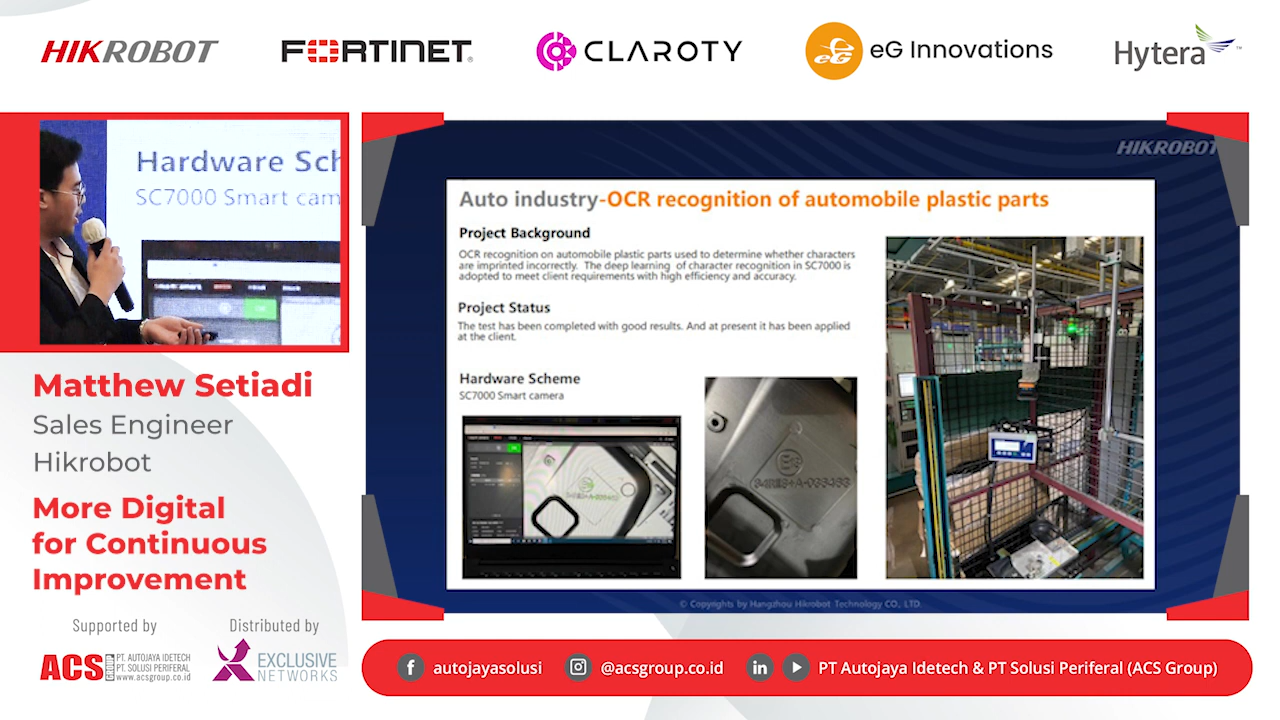 HIKROBOT
FORTINET
CLAROTY
eG eG Innovations
Hytera
Hardware Sch
SC7000 Smart cam
HIKROBOT
Auto industry-OCR recognition of automobile plastic parts
Project Background
OCR recognition on automobile plastic parts used to determine whether characters
are imprinted incorrectly. The deep learning of character recognition in SC7000 is
adopted to meet client requirements with high efficiency and accuracy.
Project Status
The test has been completed with good results. And at present it has been applied
at the client.
Hardware Scheme
SC7000 Smart camera
© Copyrights by Hangzhou Hikrobot Technology CO., LTD.
Matthew Setiadi
Sales Engineer
Hikrobot
More Digital
for Continuous
Improvement
Supported by
ACS
PT. AUTOJAYA IDETECH
PT. SOLUSI PERIFERAL
www.acsgroup.co.id
Distributed by
EXCLUSIVE
NETWORKS
autojayasolusi
@acsgroup.co.id
PT Autojaya Idetech & PT Solusi Periferal (ACS Group)